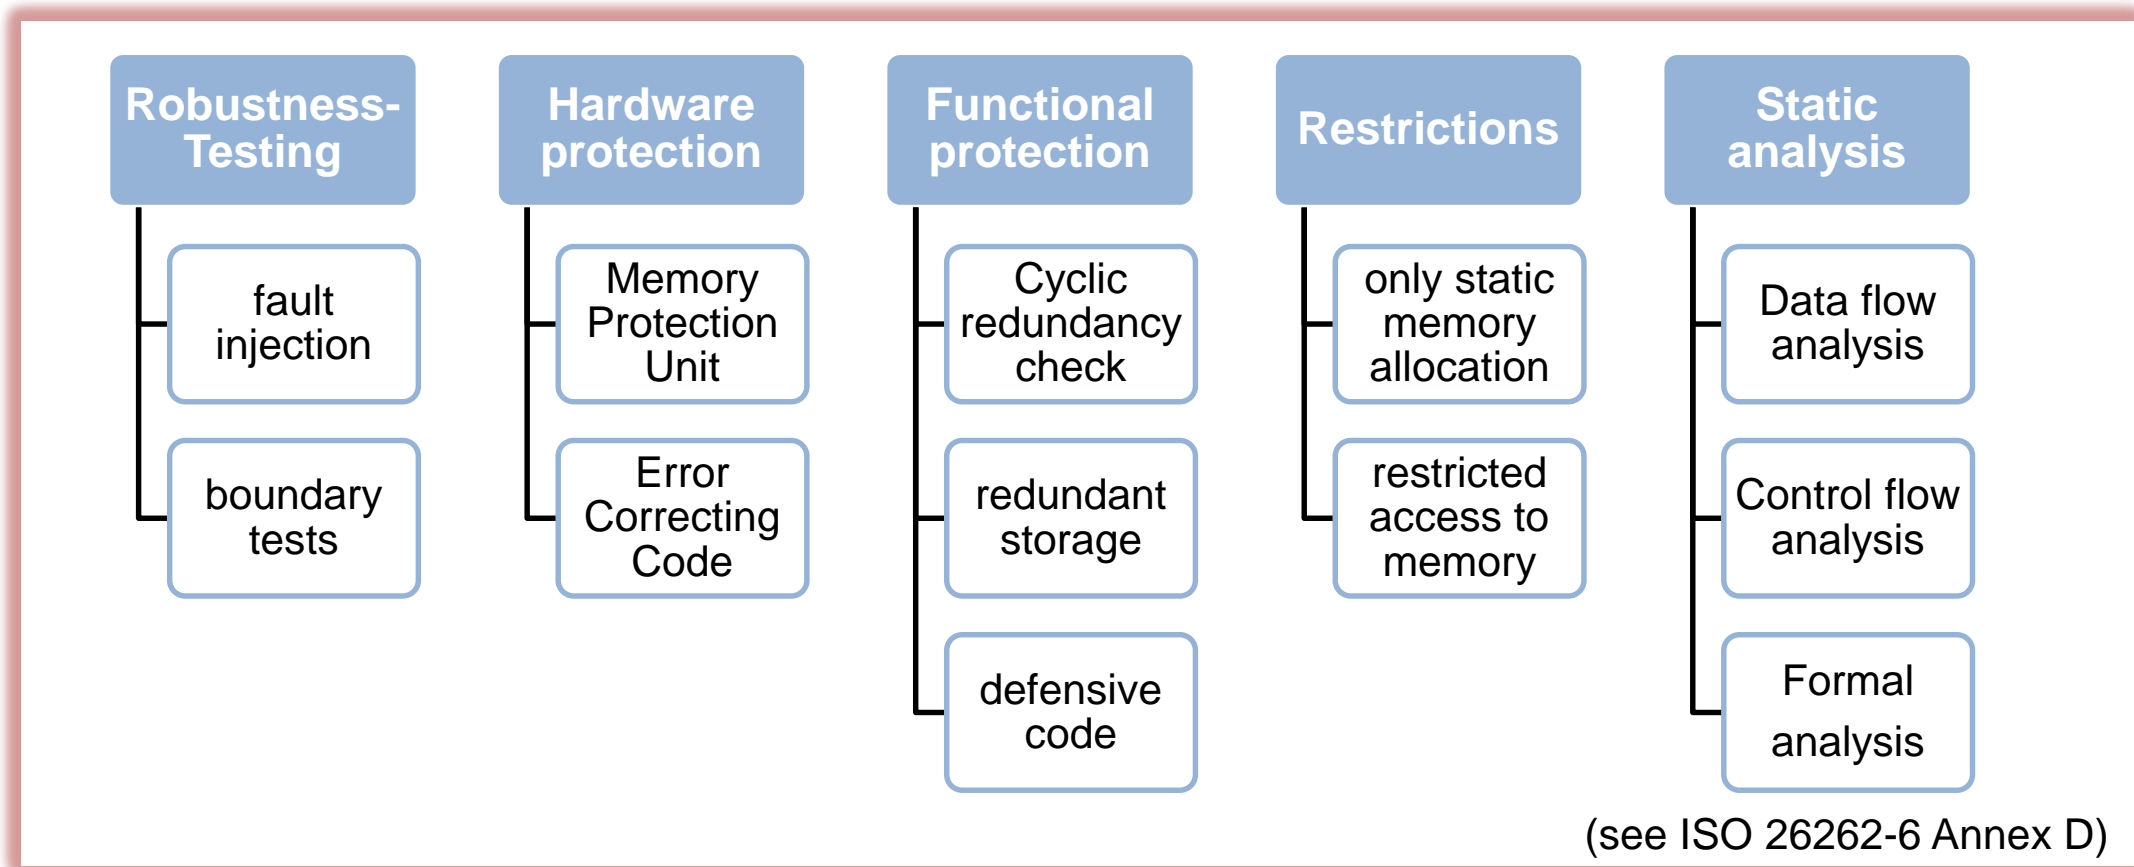 Robustness-
Testing
fault
injection
boundary
tests
Hardware
protection
Memory
Protection
Unit
Error
Correcting
Code
Functional
protection
Cyclic
redundancy
check
redundant
storage
defensive
code
Restrictions
only static
memory
allocation
restricted
access to
memory
Static
analysis
Data flow
analysis
Control flow
analysis
Formal
analysis
(see ISO 26262-6 Annex D)